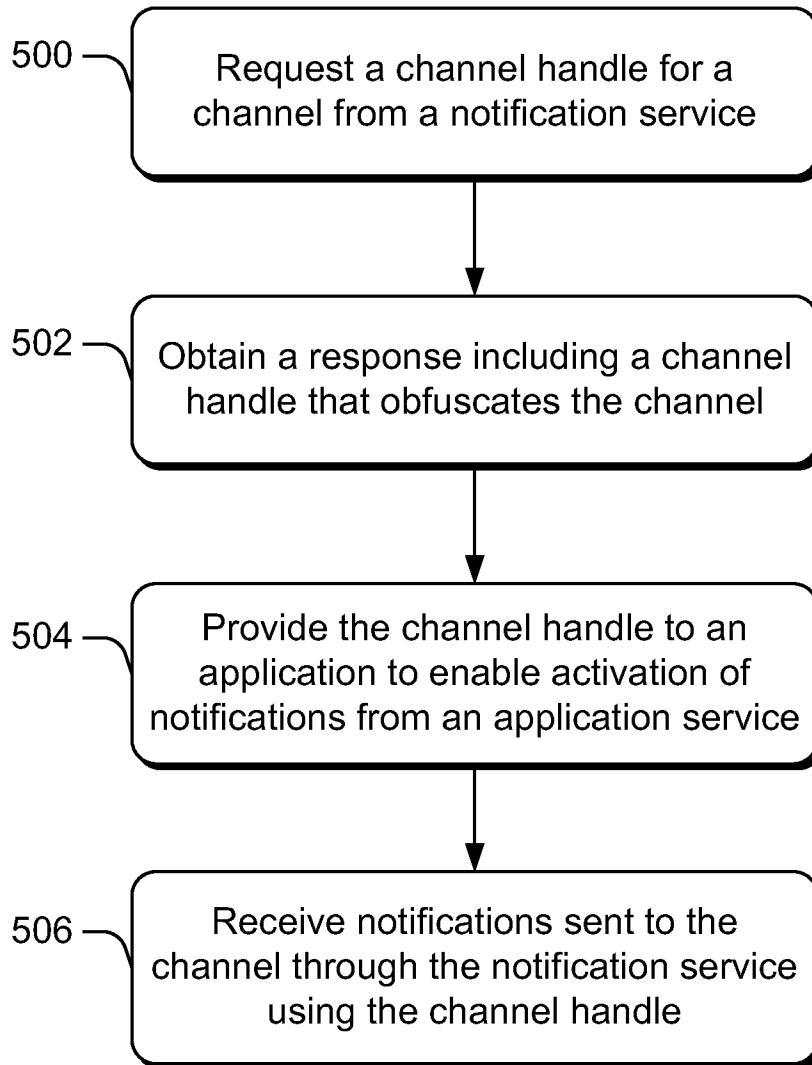 500
Request a channel handle for a
channel from a notification service
502
Obtain a response including a channel
handle that obfuscates the channel
504
Provide the channel handle to an
application to enable activation of
notifications from an application service
506
Receive notifications sent to the
channel through the notification service
using the channel handle